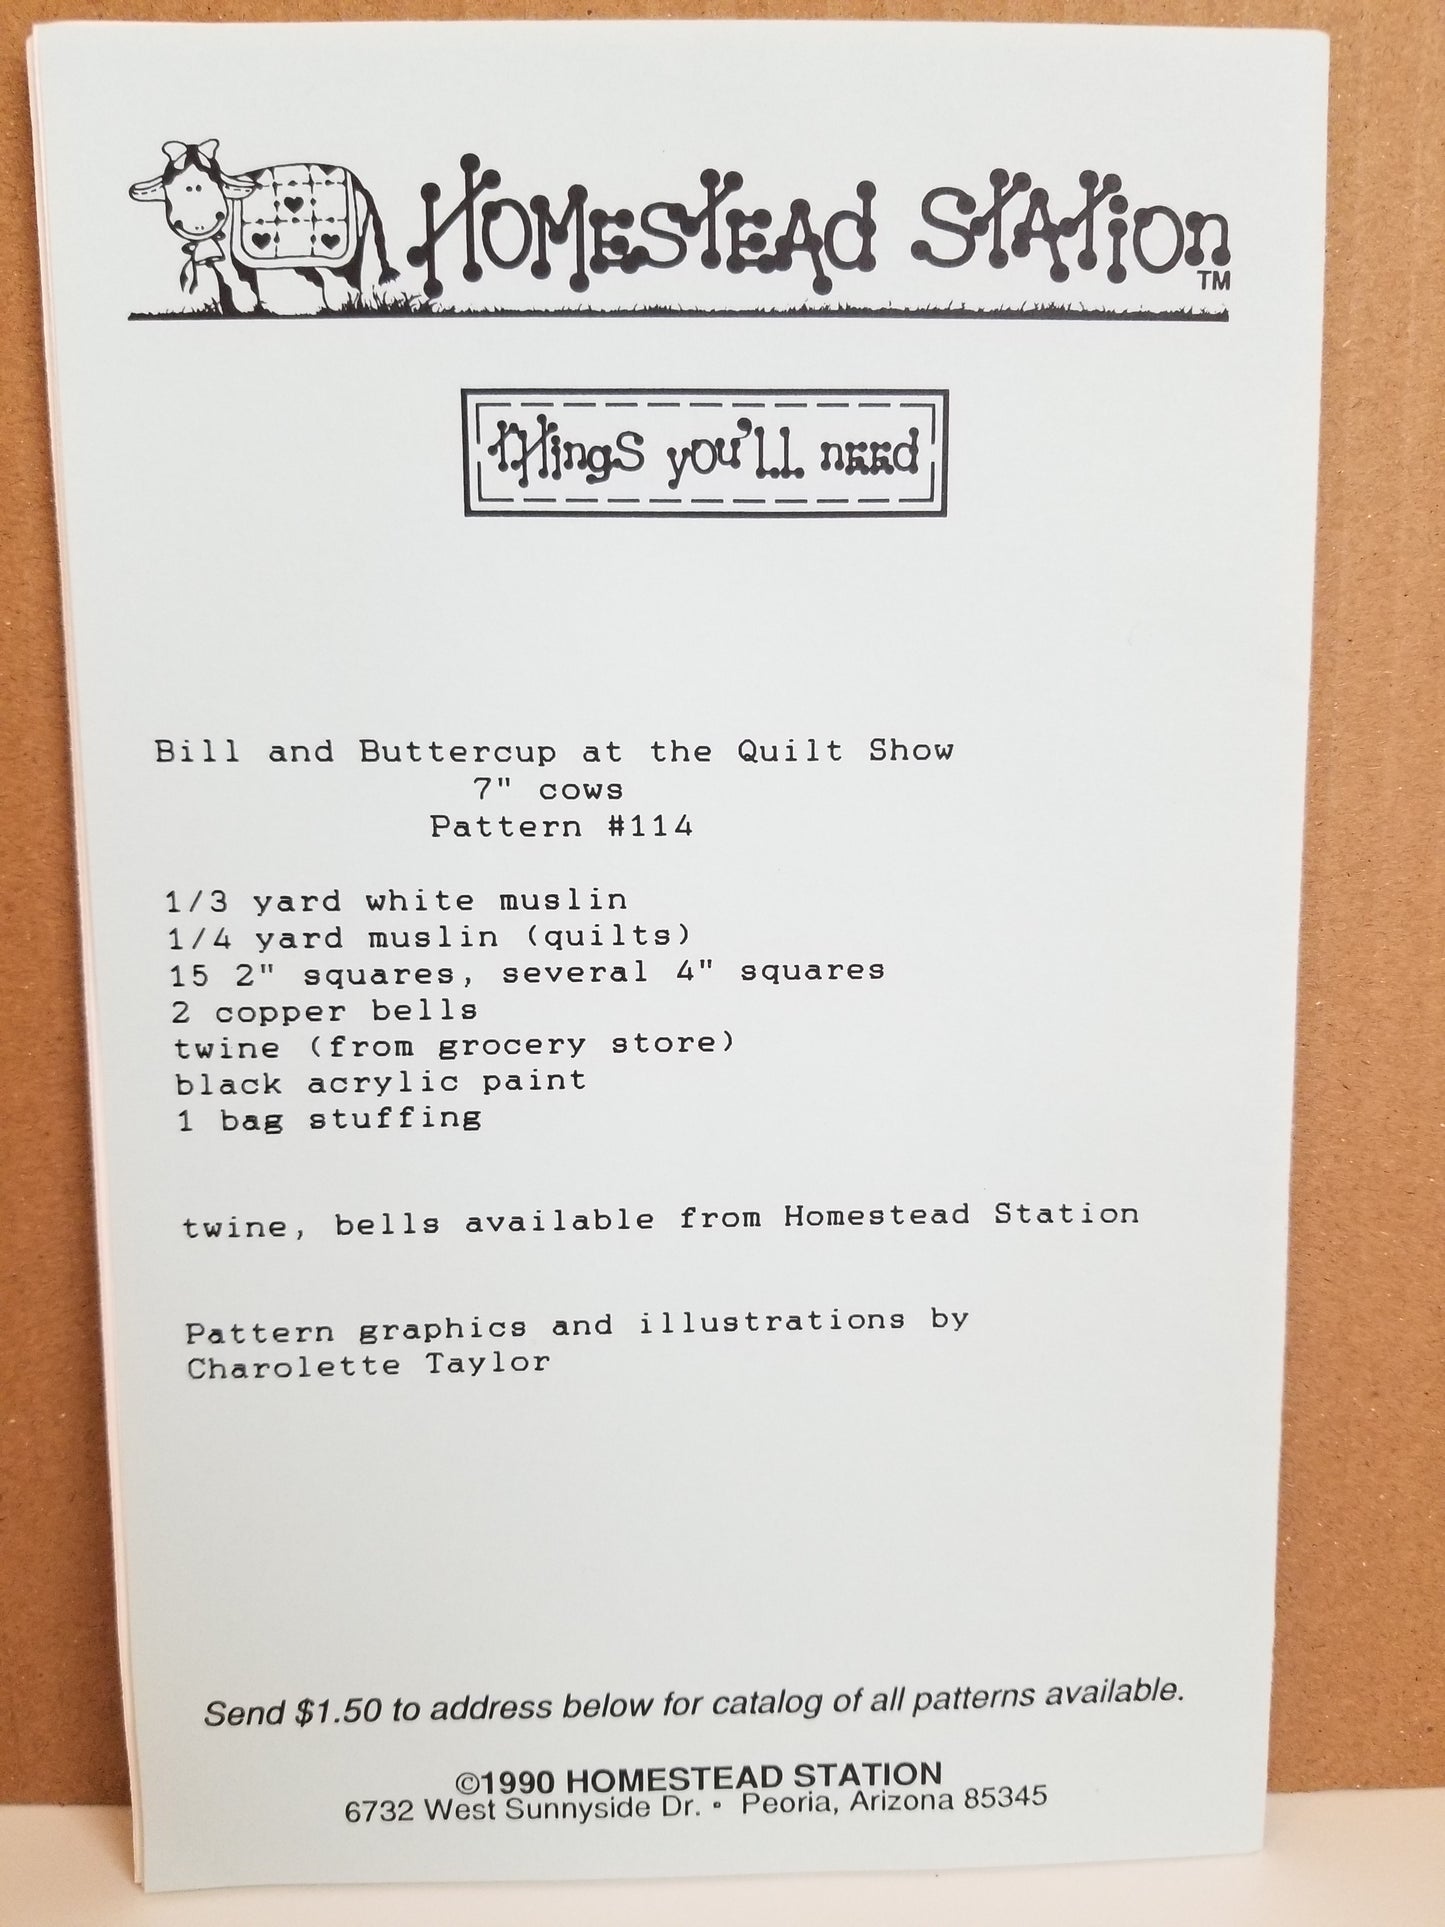 HOMESTEAD STATION™
things you'll need
Bill and Buttercup at the Quilt Show
7" cows
Pattern #114
1/3 yard white muslin
1/4 yard muslin (quilts)
15 2" squares, several 4" squares
2 copper bells
twine (from grocery store)
black acrylic paint
1 bag stuffing
twine, bells available from Homestead Station
Pattern graphics and illustrations by
Charolette Taylor
Send $1.50 to address below for catalog of all patterns available.
©1990 HOMESTEAD STATION
6732 West Sunnyside Dr. • Peoria, Arizona 85345